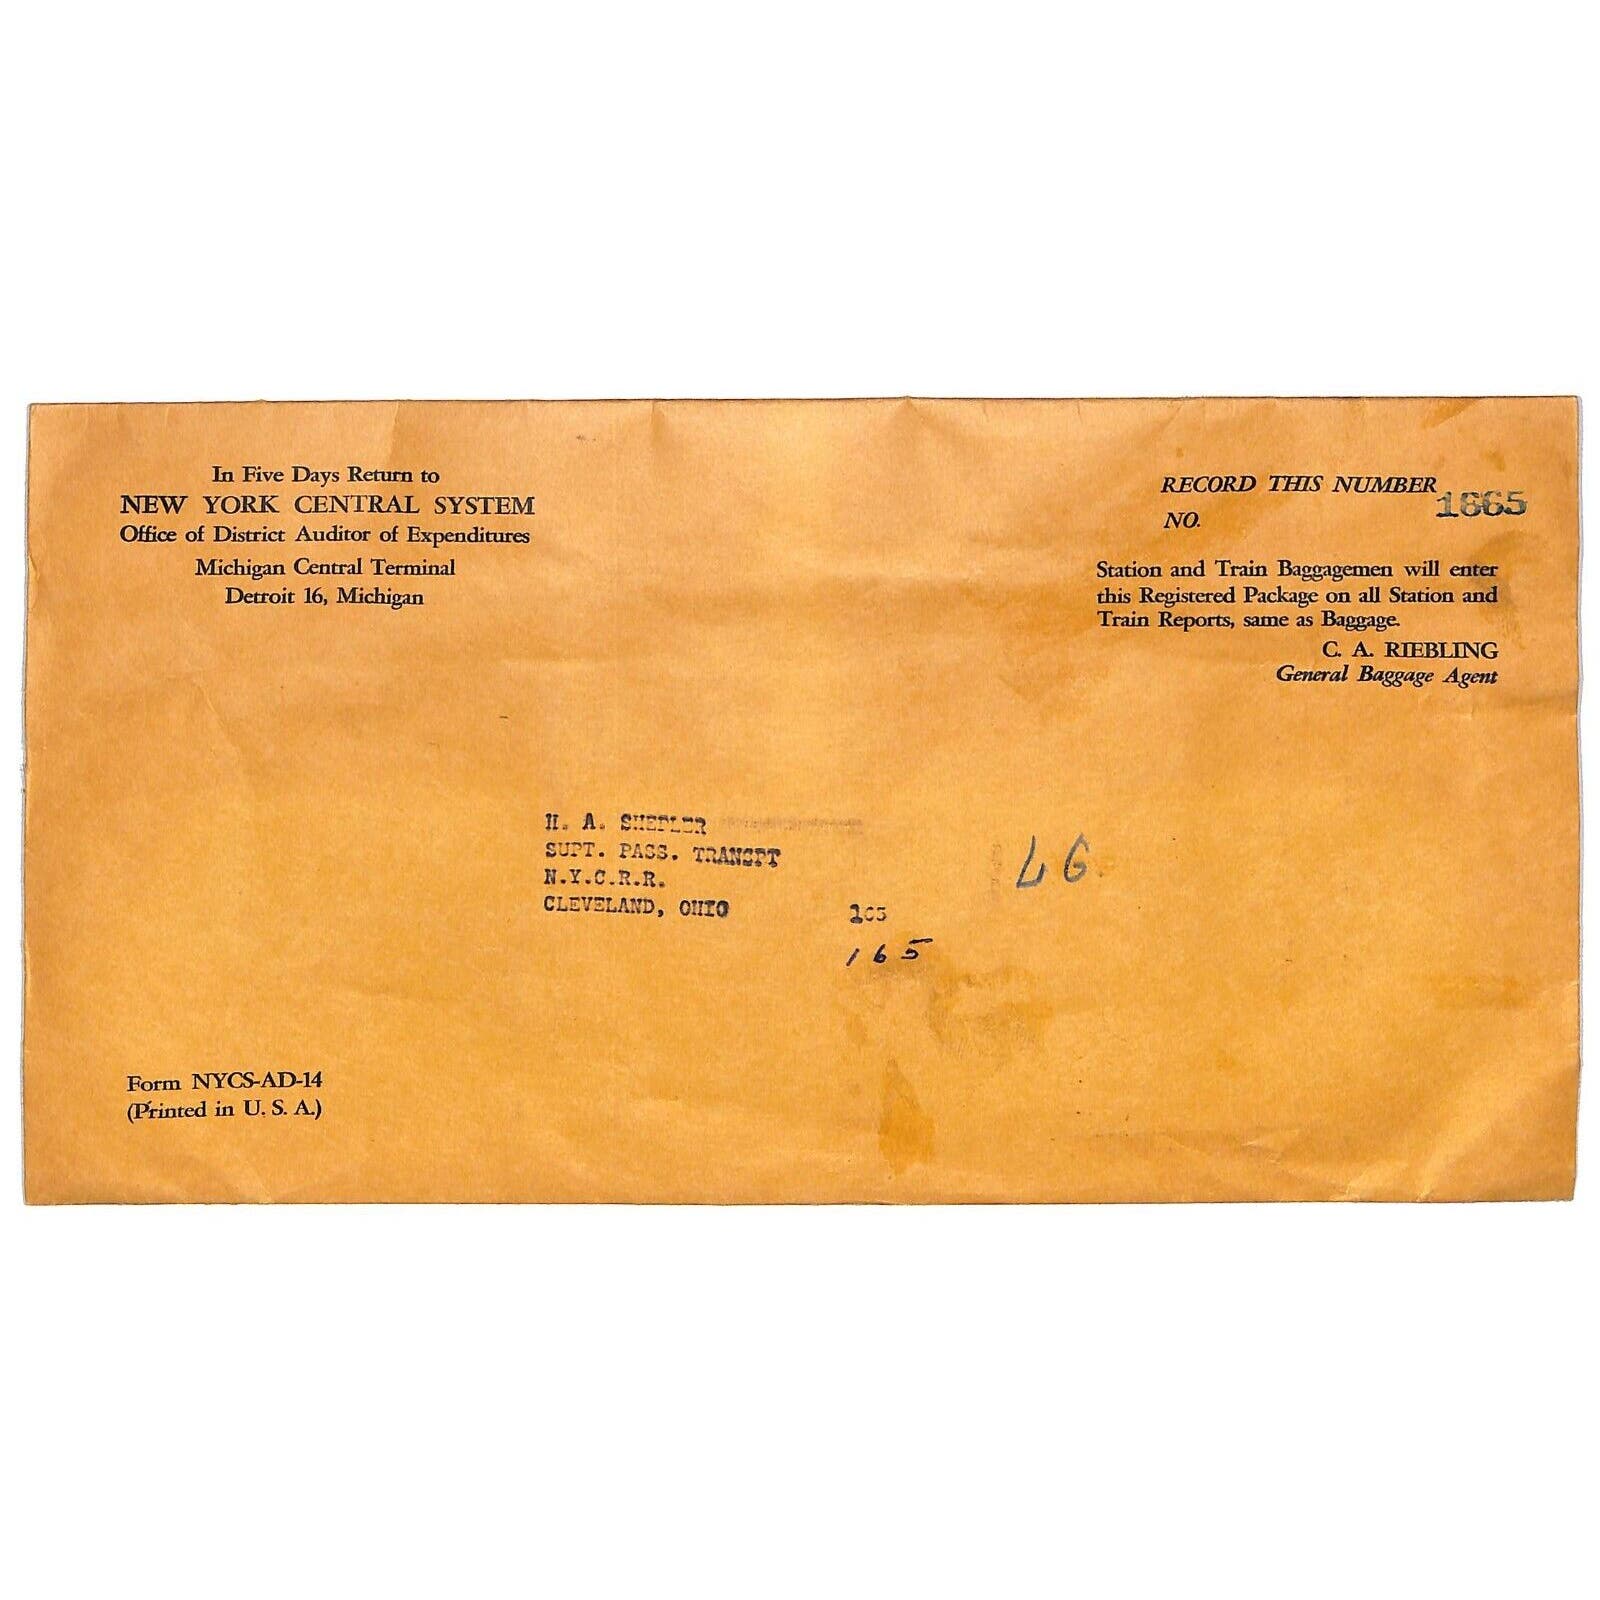 In Five Days Return to
NEW YORK CENTRAL SYSTEM
Office of District Auditor of Expenditures
Michigan Central Terminal
Detroit 16, Michigan
RECORD THIS NUMBER
NO. 1865
Station and Train Baggagemen will enter
this Registered Package on all Station and
Train Reports, same as Baggage.
C. A. RIEBLING
General Baggage Agent
H. A. SHEPLER
SUPT. PASS. TRANSPT
N.Y.C.R.R.
CLEVELAND, OHIO 165
165
LG
Form NYCS-AD-14
(Printed in U. S. A.)